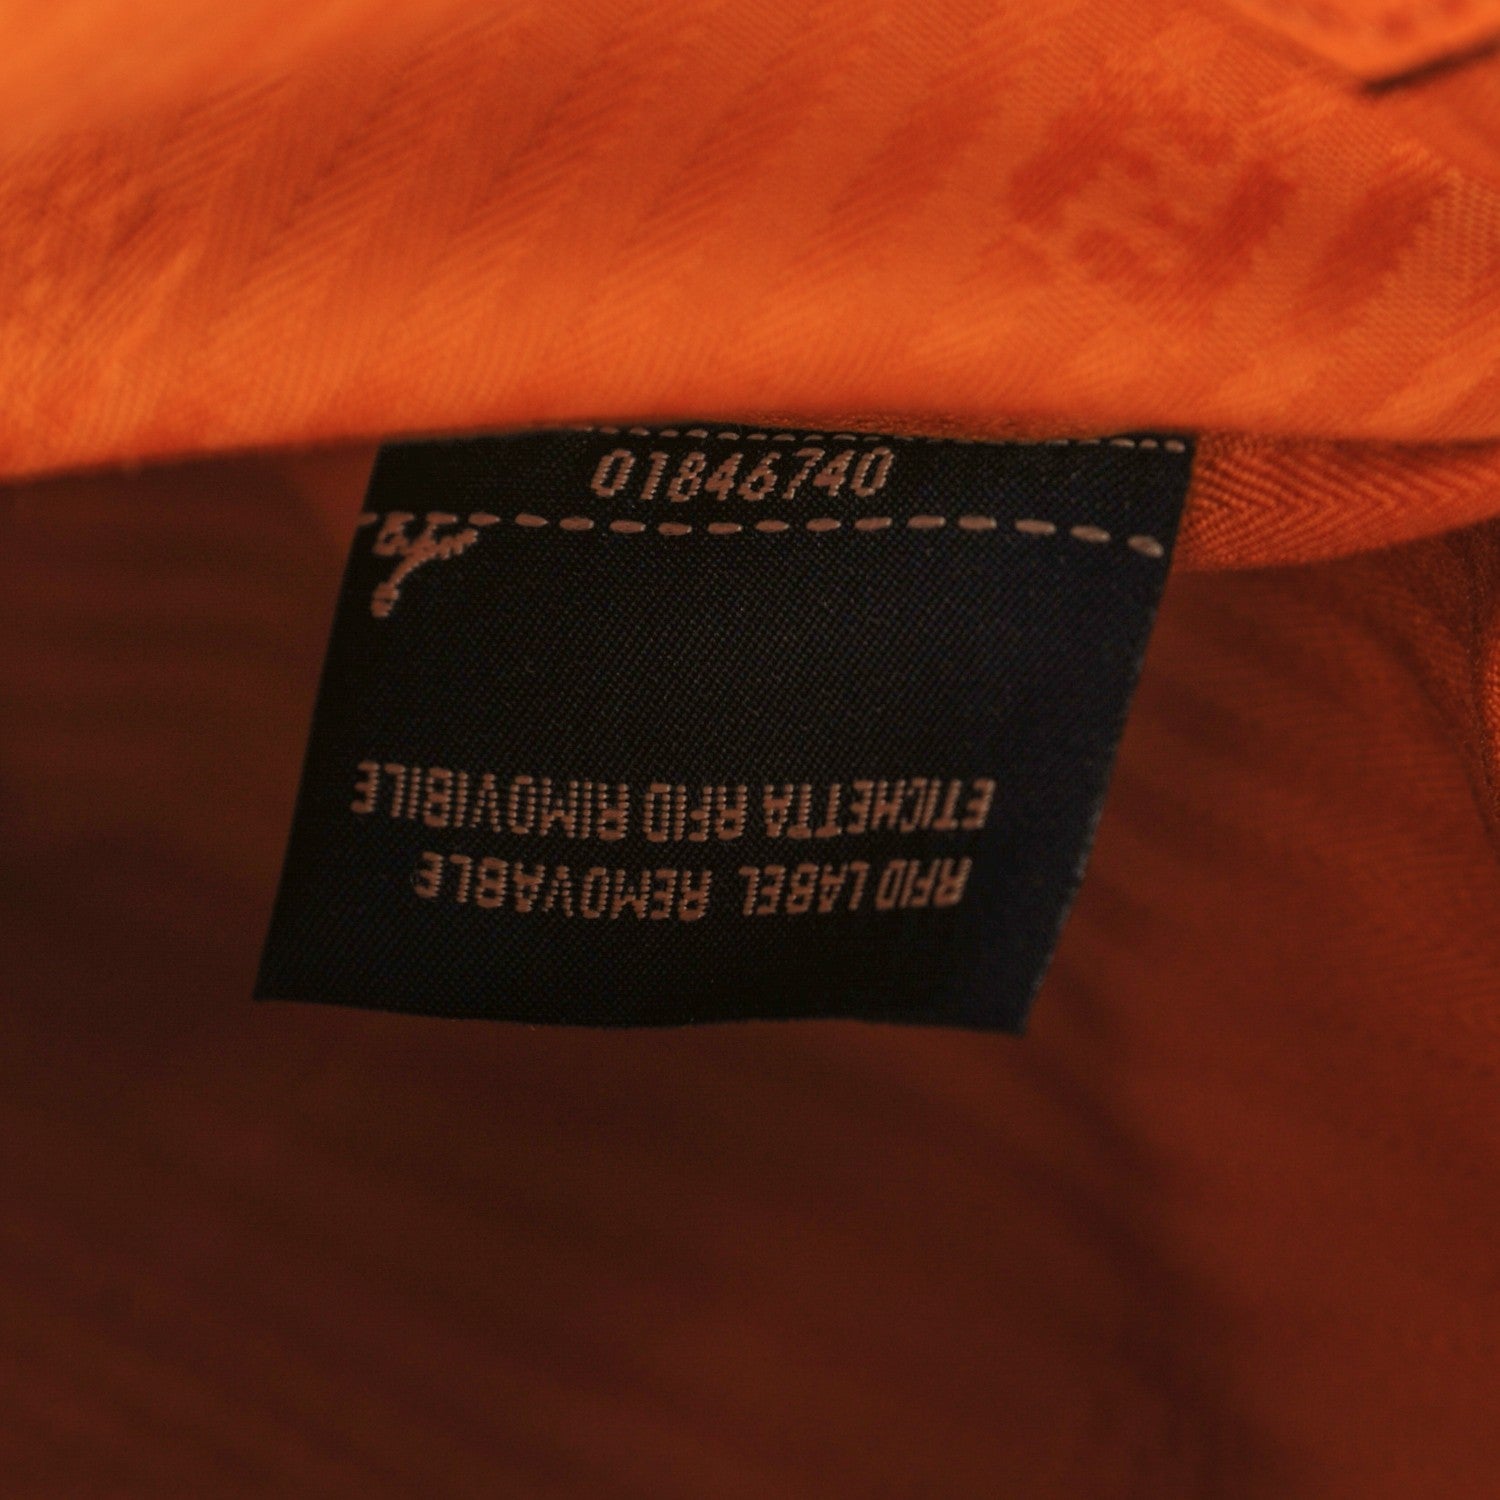 01846740
ETICHETTA RFID RIMOVIBILE
RFID LABEL REMOVABLE